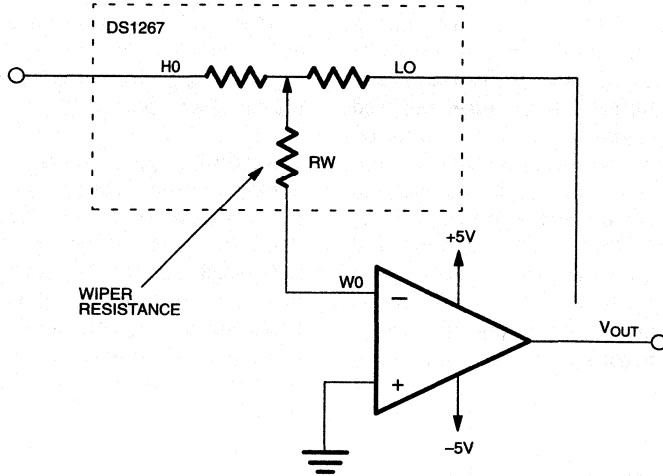 DS1267
H0
LO
RW
WIPER
RESISTANCE
W0
+5V
−
VOUT
+
−5V